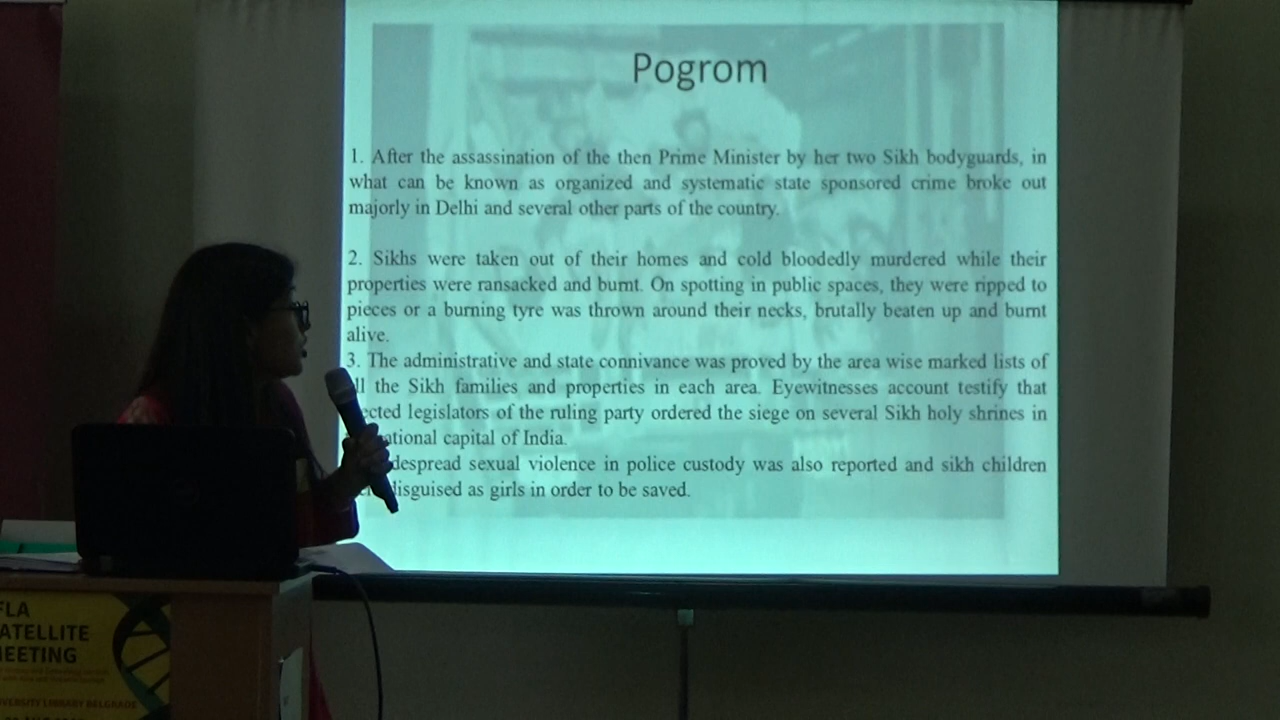 Pogrom
1. After the assassination of the then Prime Minister by her two Sikh bodyguards, in
what can be known as organized and systematic state sponsored crime broke out
majorly in Delhi and several other parts of the country.
2. Sikhs were taken out of their homes and cold bloodedly murdered while their
properties were ransacked and burnt. On spotting in public spaces, they were ripped to
pieces or a burning tyre was thrown around their necks, brutally beaten up and burnt
alive.
3. The administrative and state connivance was proved by the area wise marked lists of
ll the Sikh families and properties in each area. Eyewitnesses account testify that
ected legislators of the ruling party ordered the siege on several Sikh holy shrines in
ational capital of India.
despread sexual violence in police custody was also reported and sikh children
disguised as girls in order to be saved.
FLA
ATELLITE
EETING
VERSITY LIBRARY BELGRADE